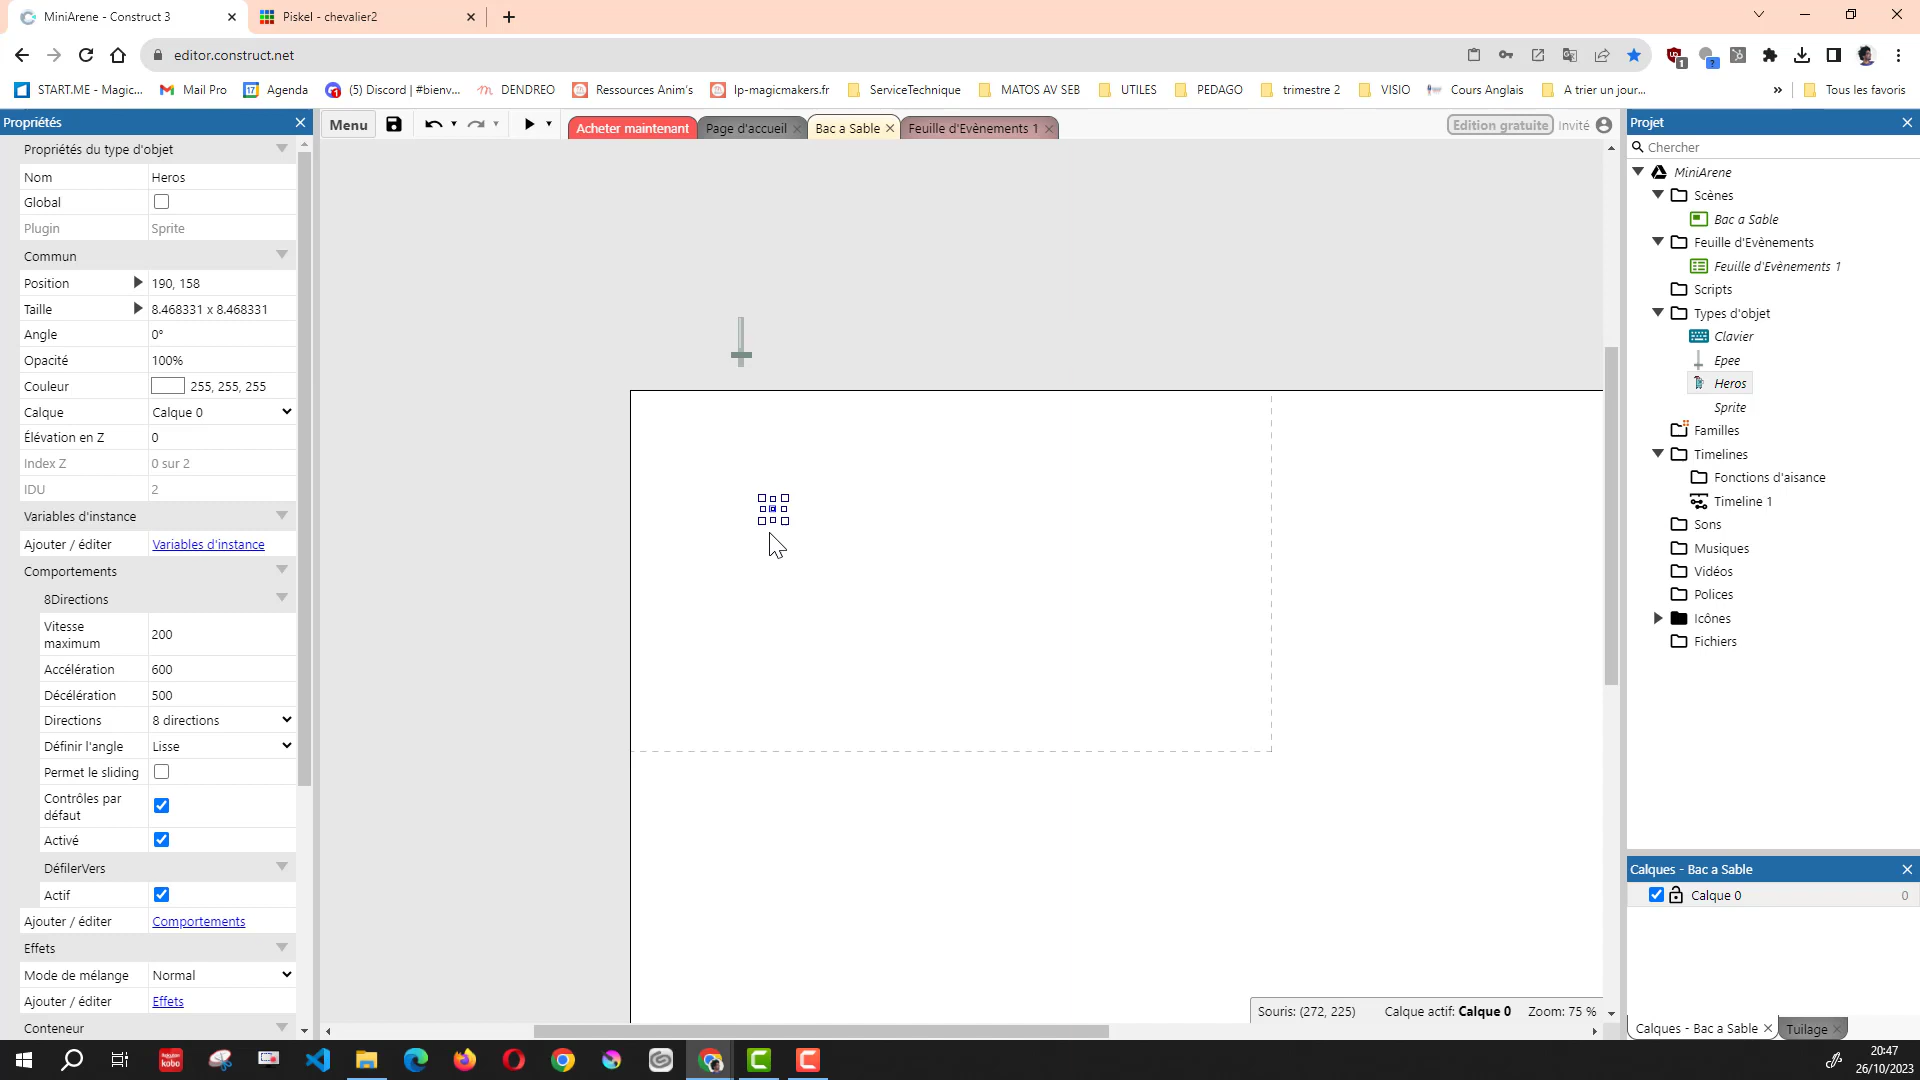 MiniArene - Construct 3
Piskel - chevalier2
editor.construct.net
START.ME - Magic...
Mail Pro
Agenda
(5) Discord | #bienv...
DENDREO
Ressources Anim's
lp-magicmakers.fr
ServiceTechnique
MATOS AV SEB
UTILES
PEDAGO
trimestre 2
VISIO
Cours Anglais
A trier un jour...
»
Tous les favoris
Propriétés
Menu
Acheter maintenant
Page d'accueil
Bac a Sable
Feuille d'Evènements 1
Edition gratuite
Invité
Projet
Propriétés du type d'objet
Nom Heros
Global
Plugin Sprite
Commun
Position 190, 158
Taille 8.468331 x 8.468331
Angle 0°
Opacité 100%
Couleur 255, 255, 255
Calque Calque 0
Élévation en Z 0
Index Z 0 sur 2
IDU 2
Variables d'instance
Ajouter / éditer Variables d'instance
Comportements
8Directions
Vitesse
maximum 200
Accélération 600
Décélération 500
Directions 8 directions
Définir l'angle Lisse
Permet le sliding
Contrôles par
défaut
Activé
DéfilerVers
Actif
Ajouter / éditer Comportements
Effets
Mode de mélange Normal
Ajouter / éditer Effets
Conteneur
Souris: (272, 225) Calque actif: Calque 0 Zoom: 75 %
Chercher
MiniArene
Scènes
Bac a Sable
Feuille d'Evènements
Feuille d'Evènements 1
Scripts
Types d'objet
Clavier
Epee
Heros
Sprite
Familles
Timelines
Fonctions d'aisance
Timeline 1
Sons
Musiques
Vidéos
Polices
Icônes
Fichiers
Calques - Bac a Sable
Calque 0 0
Calques - Bac a Sable
Tuilage
20:47
26/10/2023